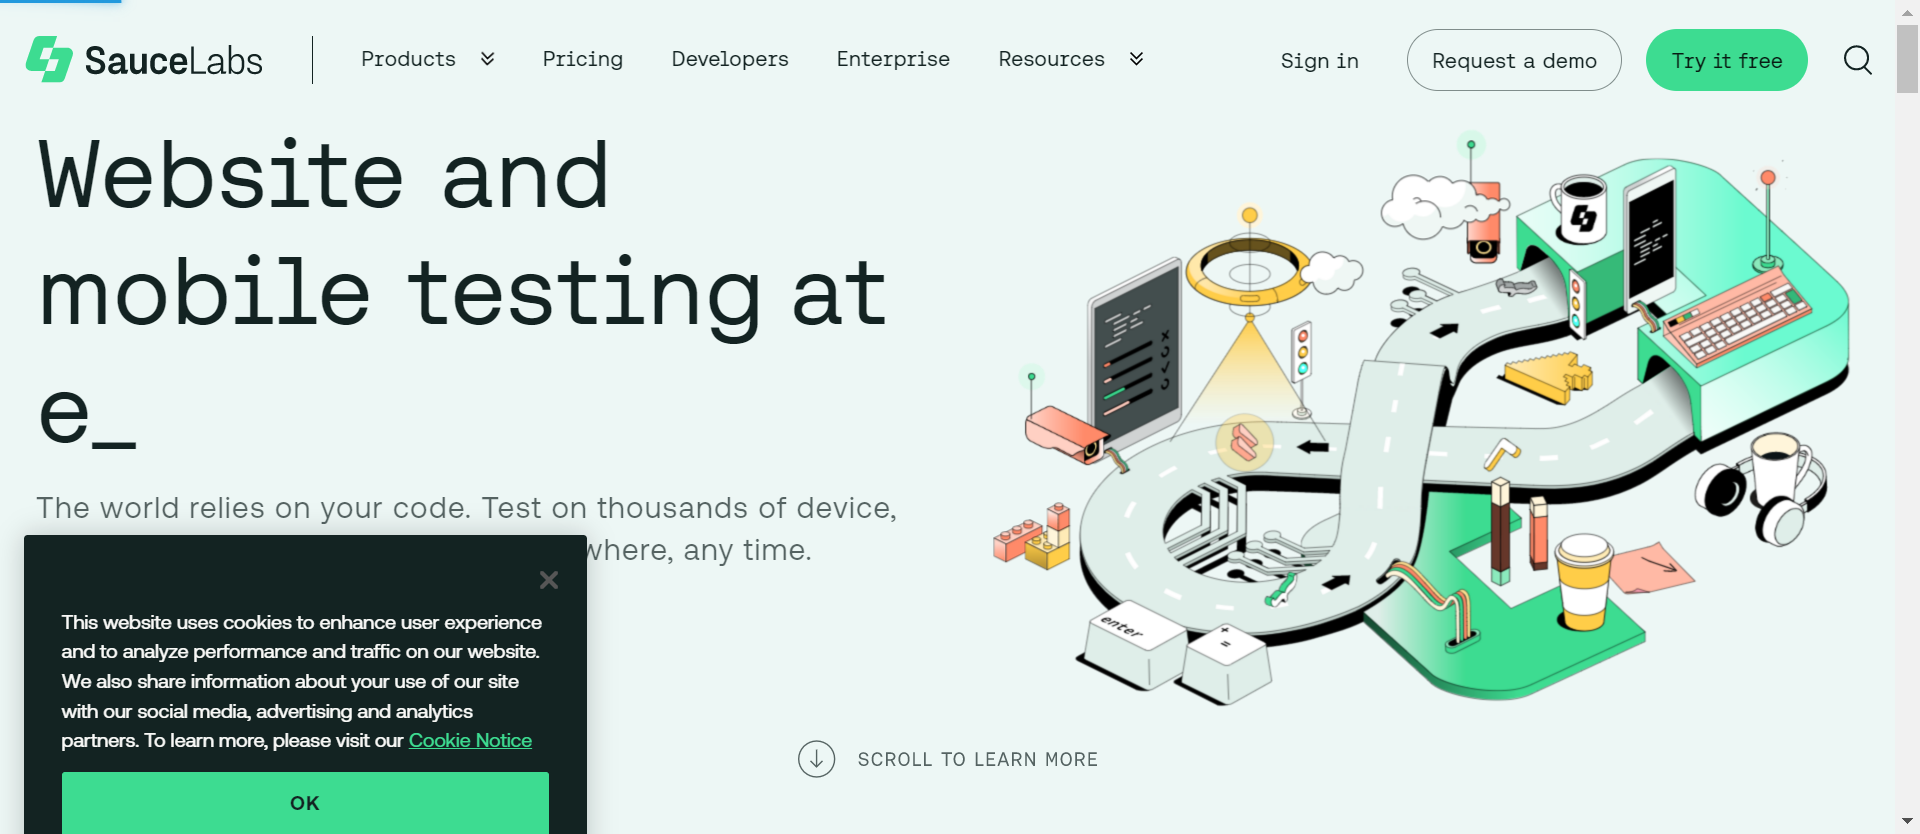 SauceLabs
Products
Pricing
Developers
Enterprise
Resources
Sign in
Request a demo
Try it free
Website and
mobile testing at
e_
The world relies on your code. Test on thousands of device,
where, any time.
This website uses cookies to enhance user experience
and to analyze performance and traffic on our website.
We also share information about your use of our site
with our social media, advertising and analytics
partners. To learn more, please visit our Cookie Notice
OK
enter
+
=
SCROLL TO LEARN MORE